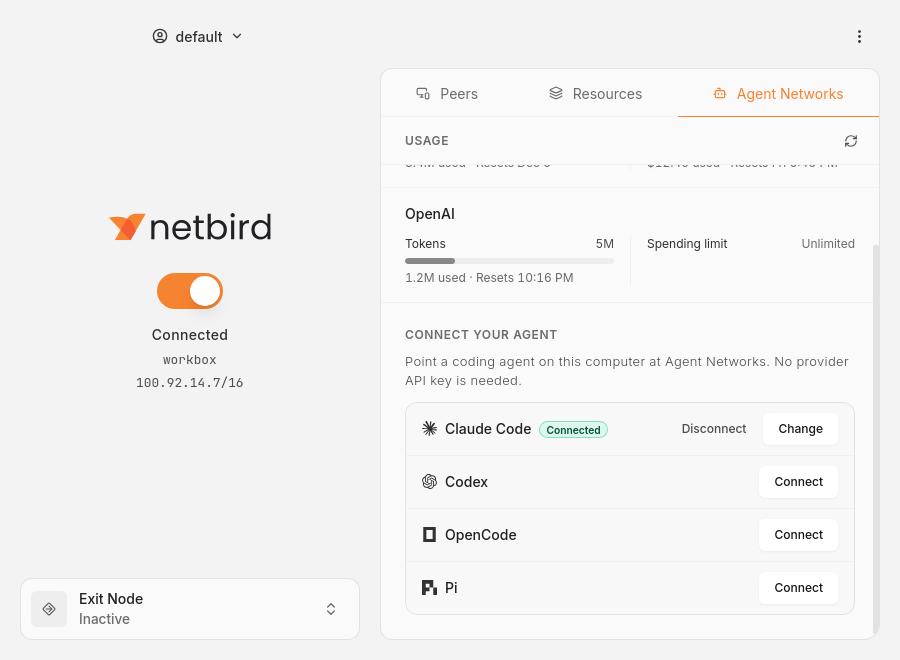 default
Peers
Resources
Agent Networks
USAGE
netbird
Connected
workbox
100.92.14.7/16
OpenAI
Tokens 5M
1.2M used · Resets 10:16 PM
Spending limit Unlimited
CONNECT YOUR AGENT
Point a coding agent on this computer at Agent Networks. No provider
API key is needed.
Claude Code Connected Disconnect Change
Codex Connect
OpenCode Connect
Pi Connect
Exit Node
Inactive